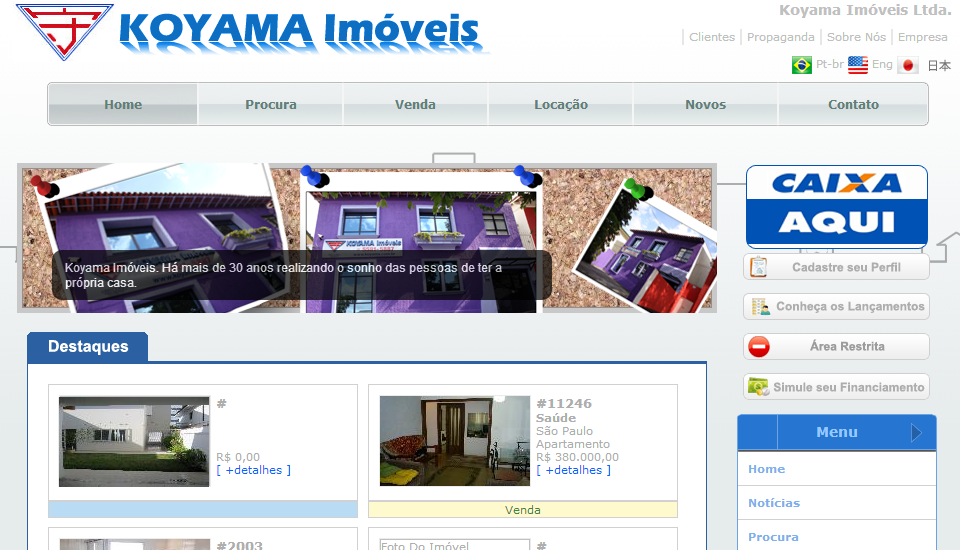 KOYAMA Imóveis
Koyama Imóveis Ltda.
Clientes | Propaganda | Sobre Nós | Empresa
Pt-br Eng 日本
Home Procura Venda Locação Novos Contato
KOYAMA Imóveis
Koyama Imóveis. Há mais de 30 anos realizando o sonho das pessoas de ter a
própria casa.
CAIXA
AQUI
Cadastre seu Perfil
Conheça os Lançamentos
Área Restrita
Simule seu Financiamento
Destaques
#
R$ 0,00
[ +detalhes ]
#11246
Saúde
São Paulo
Apartamento
R$ 380.000,00
[ +detalhes ]
Venda
#2003
Foto Do Imóvel
#
Menu
Home
Notícias
Procura